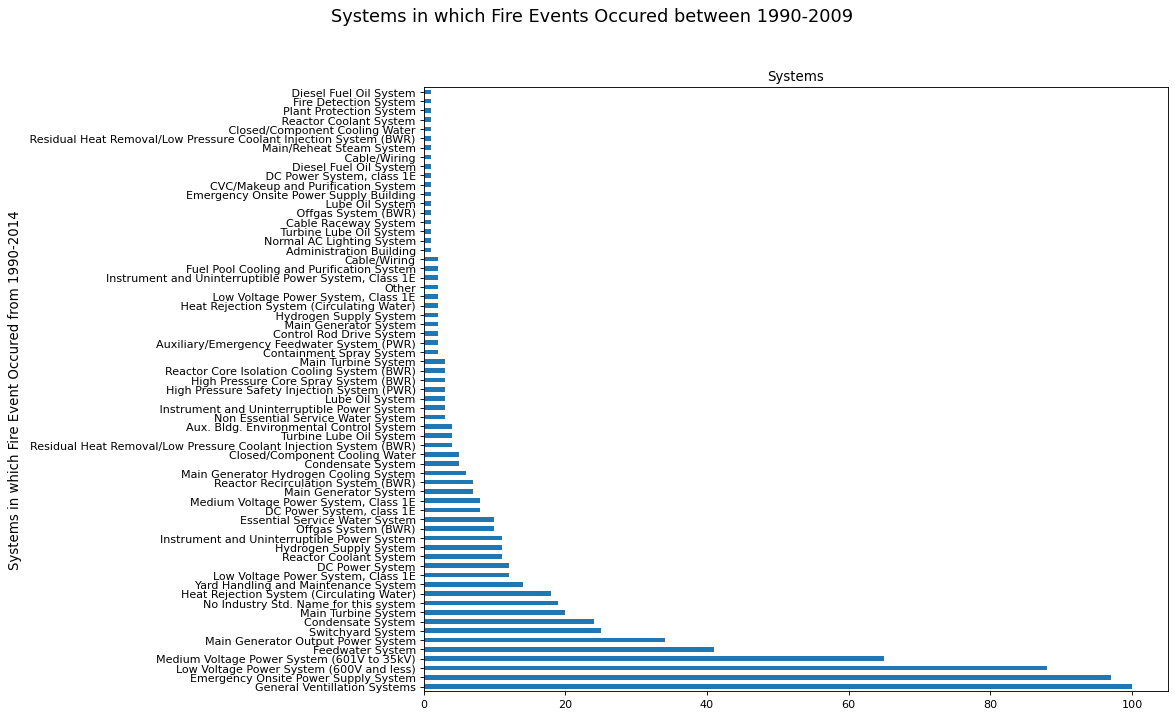 Systems in which Fire Events Occured between 1990-2009
Systems
Systems in which Fire Event Occured from 1990-2014
Diesel Fuel Oil System
Fire Detection System
Plant Protection System
Reactor Coolant System
Closed/Component Cooling Water
Residual Heat Removal/Low Pressure Coolant Injection System (BWR)
Main/Reheat Steam System
Cable/Wiring
Diesel Fuel Oil System
DC Power System, class 1E
CVC/Makeup and Purification System
Emergency Onsite Power Supply Building
Lube Oil System
Offgas System (BWR)
Cable Raceway System
Turbine Lube Oil System
Normal AC Lighting System
Administration Building
Cable/Wiring
Fuel Pool Cooling and Purification System
Instrument and Uninterruptible Power System, Class 1E
Other
Low Voltage Power System, Class 1E
Heat Rejection System (Circulating Water)
Hydrogen Supply System
Main Generator System
Control Rod Drive System
Auxiliary/Emergency Feedwater System (PWR)
Containment Spray System
Main Turbine System
Reactor Core Isolation Cooling System (BWR)
High Pressure Core Spray System (BWR)
High Pressure Safety Injection System (PWR)
Lube Oil System
Instrument and Uninterruptible Power System
Non Essential Service Water System
Aux. Bldg. Environmental Control System
Turbine Lube Oil System
Residual Heat Removal/Low Pressure Coolant Injection System (BWR)
Closed/Component Cooling Water
Condensate System
Main Generator Hydrogen Cooling System
Reactor Recirculation System (BWR)
Main Generator System
Medium Voltage Power System, Class 1E
DC Power System, class 1E
Essential Service Water System
Offgas System (BWR)
Instrument and Uninterruptible Power System
Hydrogen Supply System
Reactor Coolant System
DC Power System
Low Voltage Power System, Class 1E
Yard Handling and Maintenance System
Heat Rejection System (Circulating Water)
No Industry Std. Name for this system
Main Turbine System
Condensate System
Switchyard System
Main Generator Output Power System
Feedwater System
Medium Voltage Power System (601V to 35kV)
Low Voltage Power System (600V and less)
Emergency Onsite Power Supply System
General Ventillation Systems
0 20 40 60 80 100